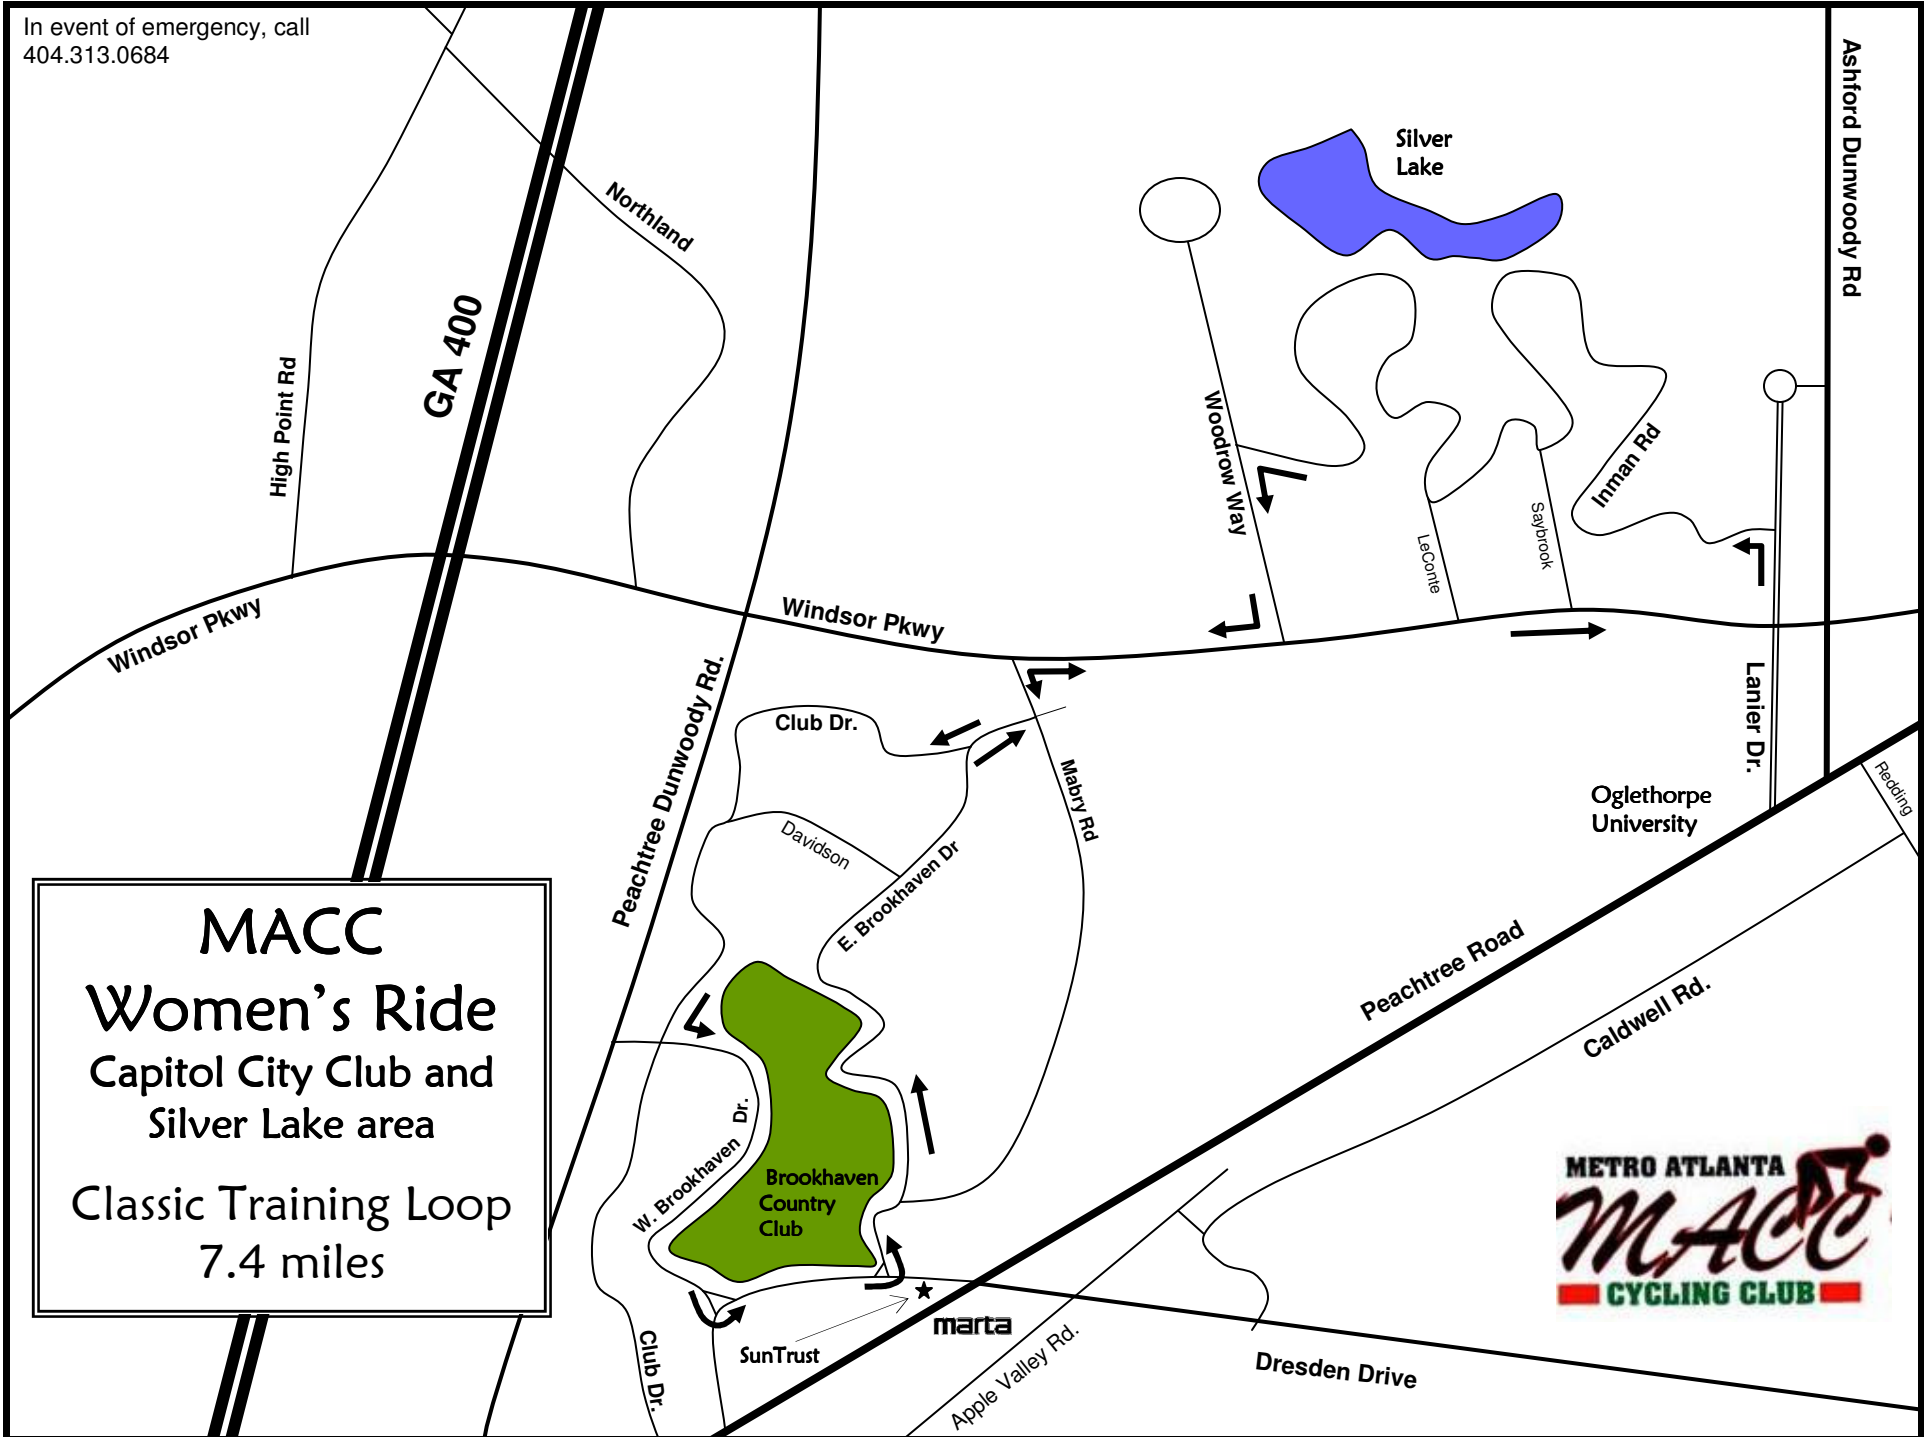 In event of emergency, call
404.313.0684
Ashford Dunwoody Rd
Silver
Lake
Northland
GA 400
High Point Rd
Woodrow Way
Inman Rd
Saybrook
LeConte
Windsor Pkwy
Windsor Pkwy
Peachtree Dunwoody Rd.
Club Dr.
Lanier Dr.
Mabry Rd
Redding
Oglethorpe
University
Davidson
E. Brookhaven Dr
MACC
Women's Ride
Capitol City Club and
Silver Lake area
Classic Training Loop
7.4 miles
Peachtree Road
Caldwell Rd.
W. Brookhaven Dr.
Brookhaven
Country
Club
METRO ATLANTA
MACC
CYCLING CLUB
marta
SunTrust
Club Dr.
Apple Valley Rd.
Dresden Drive